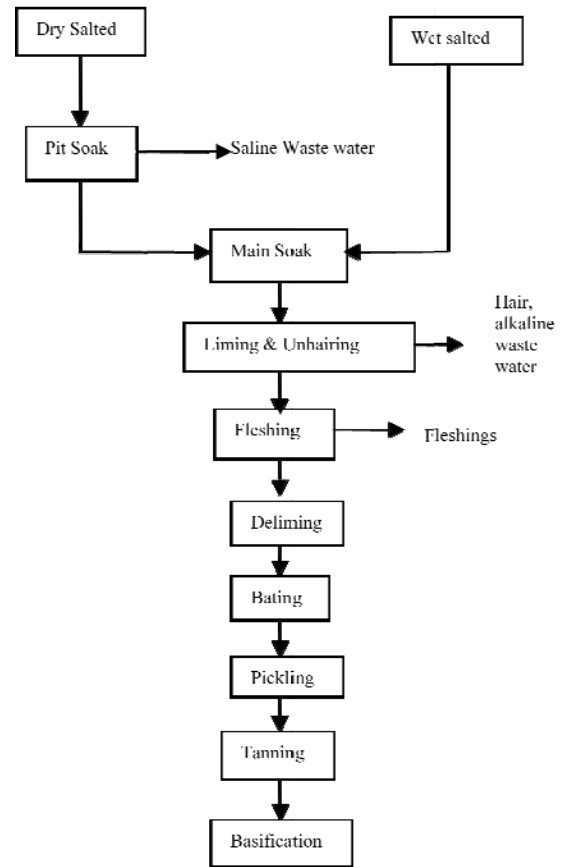 Dry Salted
Wet salted
Pit Soak
Saline Waste water
Main Soak
Hair,
alkaline
waste
water
Liming & Unhairing
Fleshing
Fleshings
Deliming
Bating
Pickling
Tanning
Basification